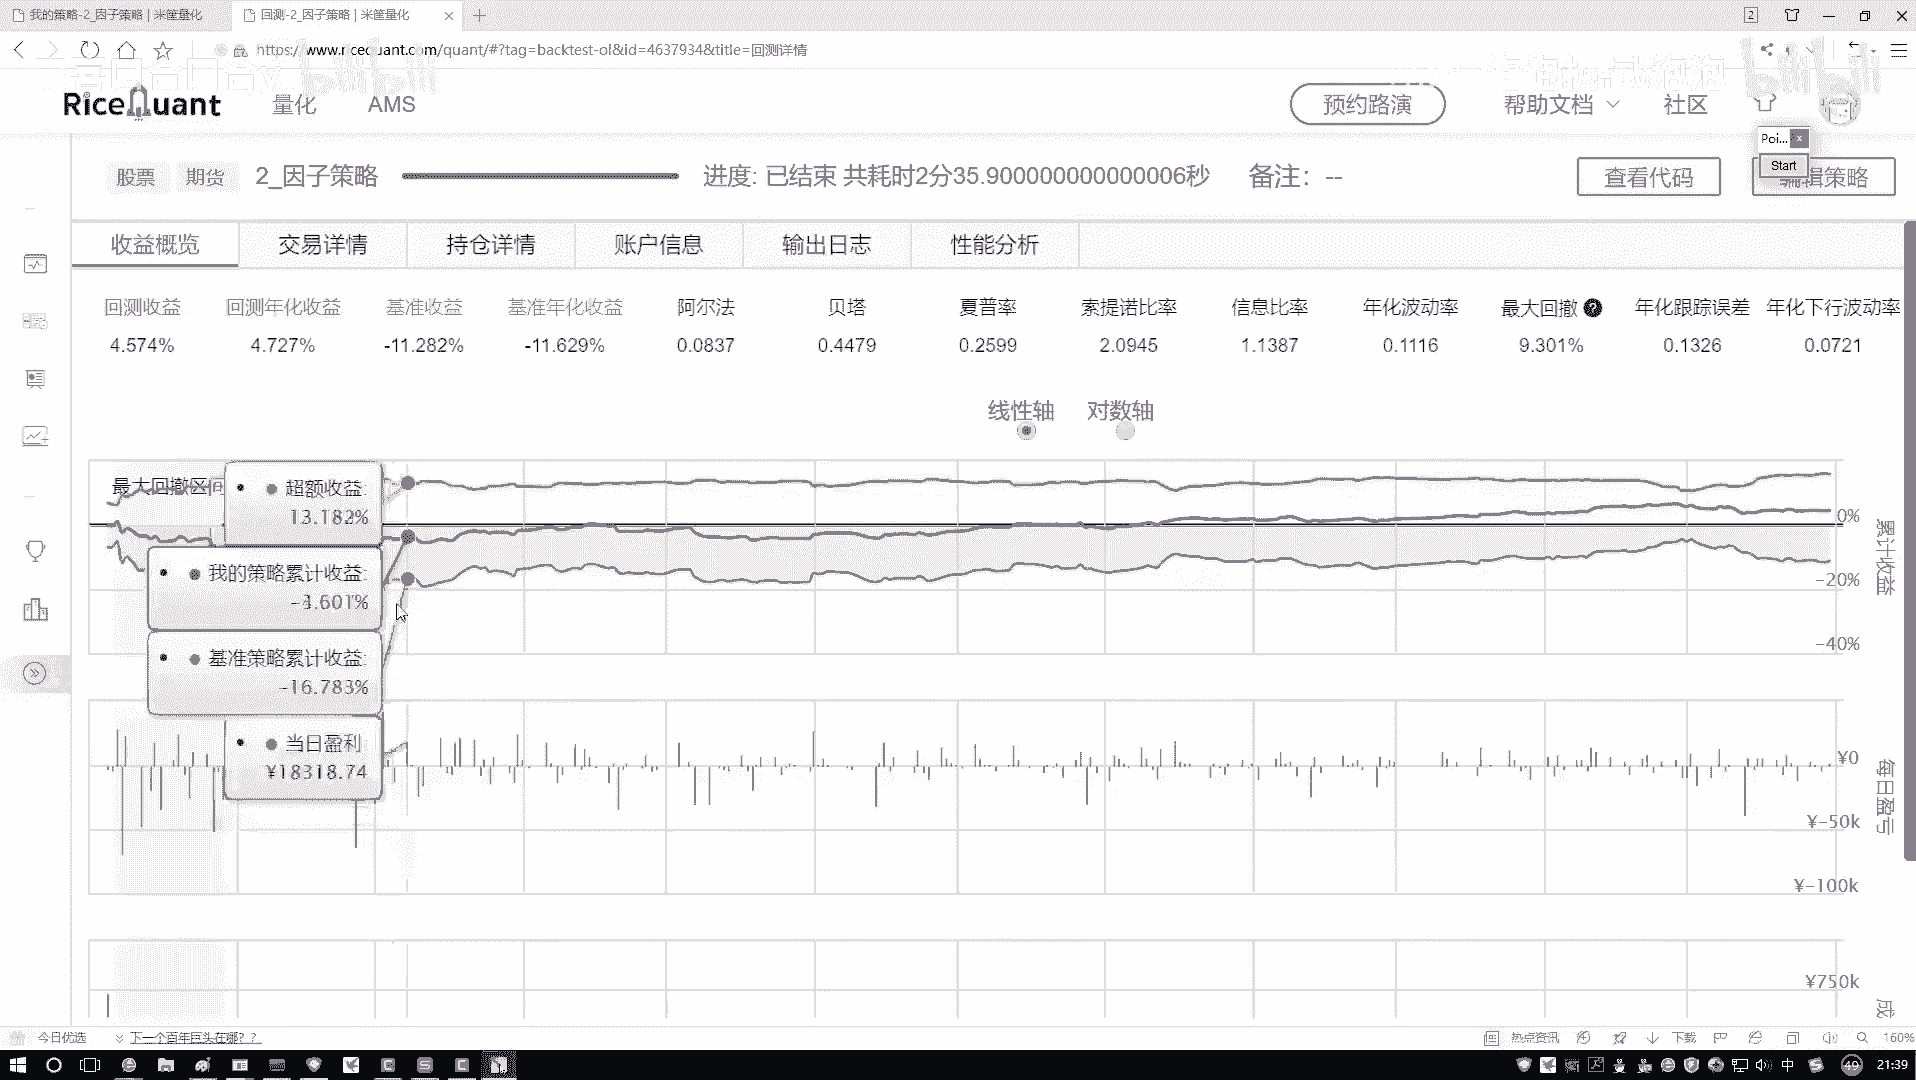 我的策略-2_因子策略 | 米筐量化
回测-2_因子策略 | 米筐量化
2
https://www.ricequant.com/quant/#?tag=backtest-ol&id=4637934&title=回测详情
bilibili
bilibili
RiceQuant
量化
AMS
预约路演
帮助文档
社区
Poi...
Start
股票
期货
2_因子策略
进度: 已结束 共耗时2分35.900000000000006秒
备注: --
查看代码
编辑策略
收益概览
交易详情
持仓详情
账户信息
输出日志
性能分析
回测收益 回测年化收益 基准收益 基准年化收益 阿尔法 贝塔 夏普率 索提诺比率 信息比率 年化波动率 最大回撤 年化跟踪误差 年化下行波动率
4.574% 4.727% -11.282% -11.629% 0.0837 0.4479 0.2599 2.0945 1.1387 0.1116 9.301% 0.1326 0.0721
线性轴 对数轴
最大回撤区间
超额收益:
13.182%
我的策略累计收益:
基准策略累计收益:
-16.783%
当日盈利
¥18318.74
0%
-20%
-40%
累计收益
¥0
¥-50k
¥-100k
每日盈亏
¥750k
成
今日优选
下一个百年巨头在哪？？
热点资讯
下载
160%
中
49
21:39